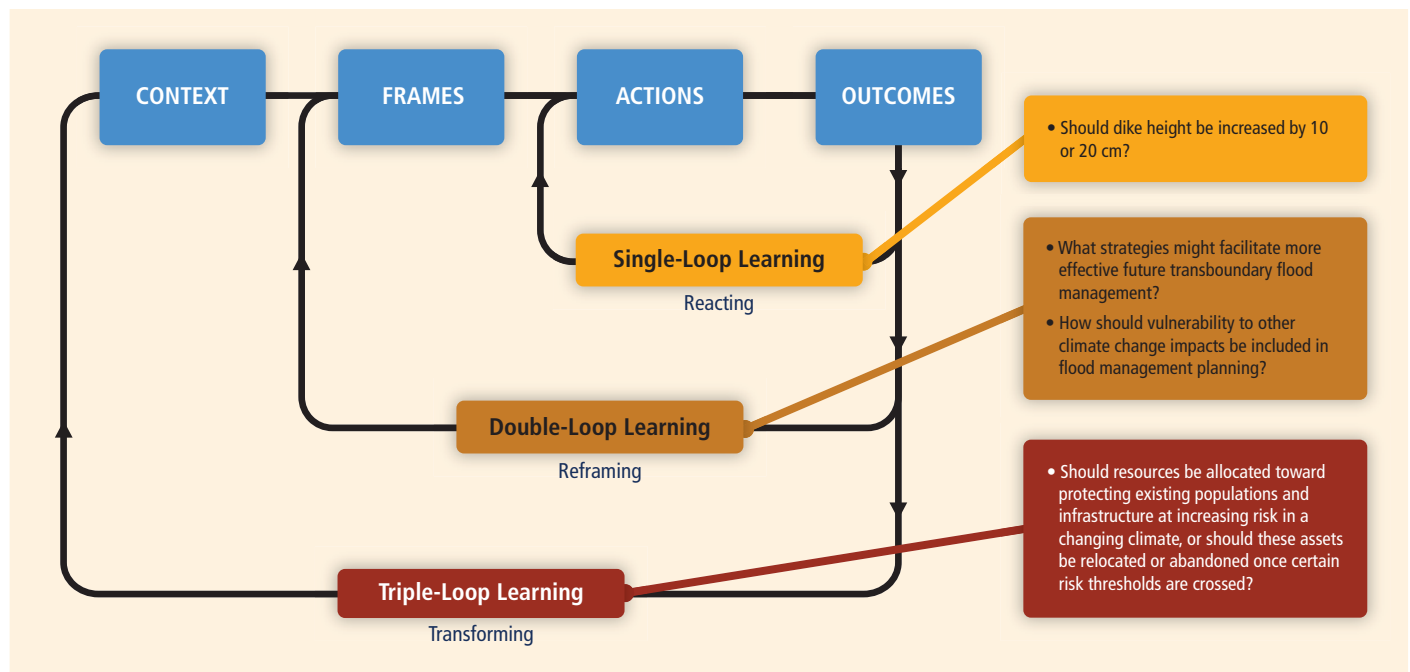 CONTEXT
FRAMES
ACTIONS
OUTCOMES
• Should dike height be increased by 10
or 20 cm?
Single-Loop Learning
Reacting
• What strategies might facilitate more
effective future transboundary flood
management?
• How should vulnerability to other
climate change impacts be included in
flood management planning?
Double-Loop Learning
Reframing
• Should resources be allocated toward
protecting existing populations and
infrastructure at increasing risk in a
changing climate, or should these assets
be relocated or abandoned once certain
risk thresholds are crossed?
Triple-Loop Learning
Transforming